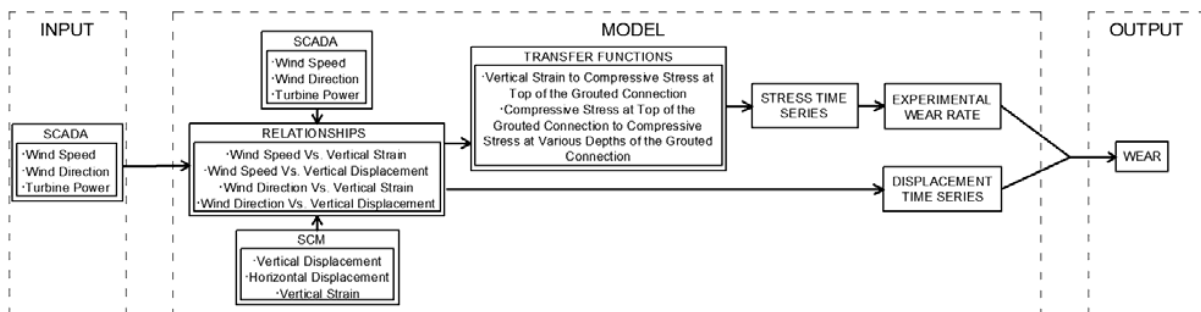 INPUT
MODEL
OUTPUT
SCADA
·Wind Speed
·Wind Direction
·Turbine Power
SCADA
·Wind Speed
·Wind Direction
·Turbine Power
RELATIONSHIPS
·Wind Speed Vs. Vertical Strain
·Wind Speed Vs. Vertical Displacement
·Wind Direction Vs. Vertical Strain
·Wind Direction Vs. Vertical Displacement
SCM
·Vertical Displacement
·Horizontal Displacement
·Vertical Strain
TRANSFER FUNCTIONS
·Vertical Strain to Compressive Stress at
Top of the Grouted Connection
·Compressive Stress at Top of the
Grouted Connection to Compressive
Stress at Various Depths of the Grouted
Connection
STRESS TIME
SERIES
EXPERIMENTAL
WEAR RATE
DISPLACEMENT
TIME SERIES
WEAR